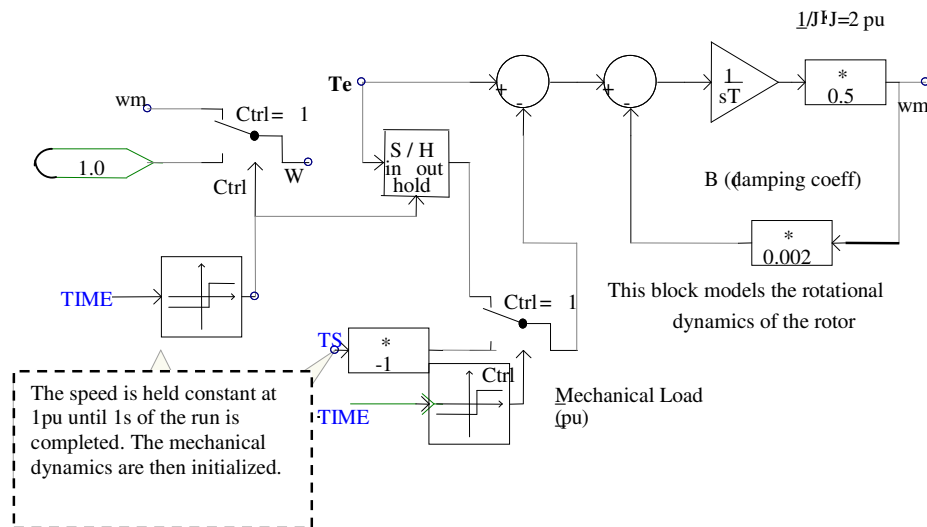 1/J J=2 pu
1
sT
*
0.5
wm
Te
+
-
+
-
wm
Ctrl = 1
1.0
Ctrl
W
S / H
in out
hold
B (damping coeff)
*
0.002
TIME
Ctrl = 1
This block models the rotational
dynamics of the rotor
TS
*
-1
Ctrl
TIME
Mechanical Load
(pu)
The speed is held constant at
1pu until 1s of the run is
completed. The mechanical
dynamics are then initialized.